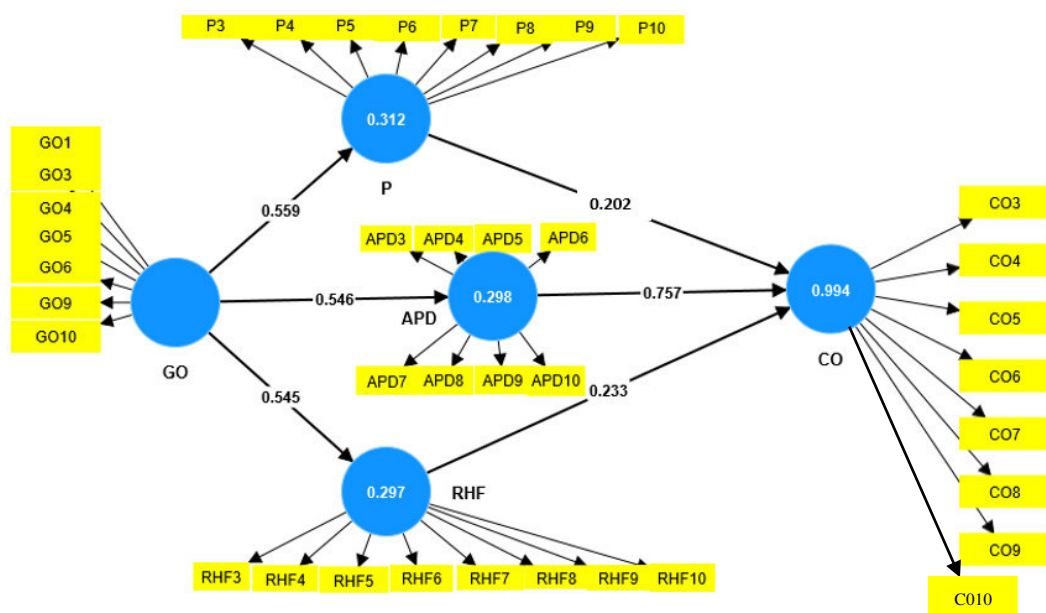 P3 P4 P5 P6 P7 P8 P9 P10
0.312
P
GO1
GO3
GO4
GO5
GO6
GO9
GO10
GO
0.559
0.546
0.545
APD3 APD4 APD5 APD6
0.298
APD
APD7 APD8 APD9 APD10
0.202
0.757
0.233
0.297
RHF
RHF3 RHF4 RHF5 RHF6 RHF7 RHF8 RHF9 RHF10
0.994
CO
CO3
CO4
CO5
CO6
CO7
CO8
CO9
C010